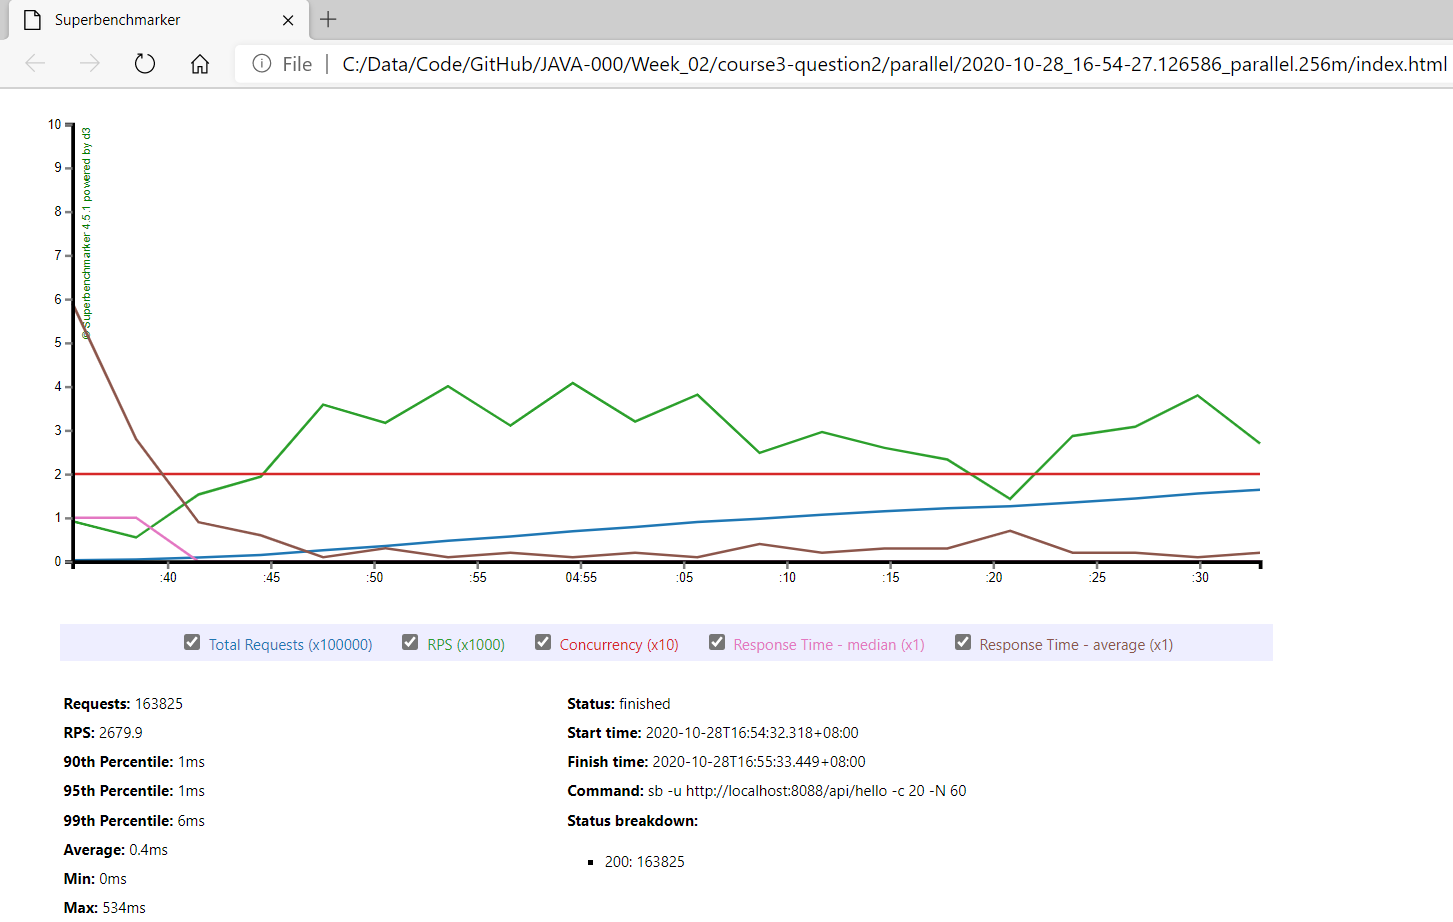 Superbenchmarker
File | C:/Data/Code/GitHub/JAVA-000/Week_02/course3-question2/parallel/2020-10-28_16-54-27.126586_parallel.256m/index.html
10
9
8
7
6
5
4
3
2
1
0
© Superbenchmarker 4.5.1 powered by d3
:40 :45 :50 :55 04:55 :05 :10 :15 :20 :25 :30
Total Requests (x100000) RPS (x1000) Concurrency (x10) Response Time - median (x1) Response Time - average (x1)
Requests: 163825
RPS: 2679.9
90th Percentile: 1ms
95th Percentile: 1ms
99th Percentile: 6ms
Average: 0.4ms
Min: 0ms
Max: 534ms
Status: finished
Start time: 2020-10-28T16:54:32.318+08:00
Finish time: 2020-10-28T16:55:33.449+08:00
Command: sb -u http://localhost:8088/api/hello -c 20 -N 60
Status breakdown:
200: 163825